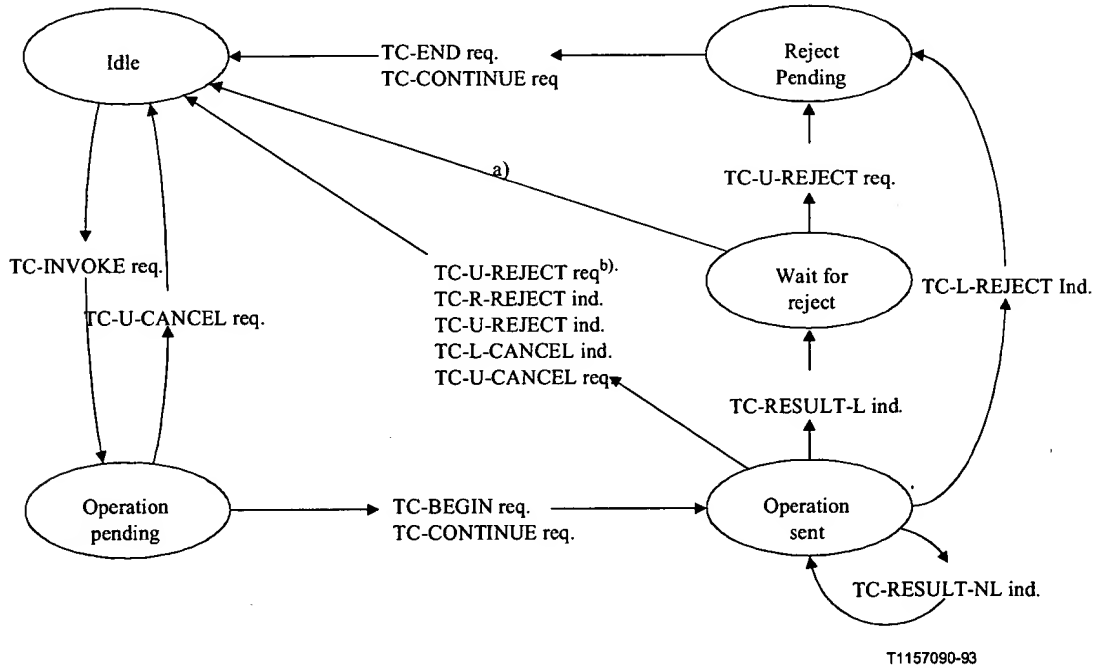 Idle
TC-END req.
TC-CONTINUE req
Reject
Pending
a)
TC-U-REJECT req.
TC-INVOKE req.
TC-U-CANCEL req.
TC-U-REJECT req b).
TC-R-REJECT ind.
TC-U-REJECT ind.
TC-L-CANCEL ind.
TC-U-CANCEL req
Wait for
reject
TC-L-REJECT Ind.
TC-RESULT-L ind.
Operation
pending
TC-BEGIN req.
TC-CONTINUE req.
Operation
sent
TC-RESULT-NL ind.
T1157090-93